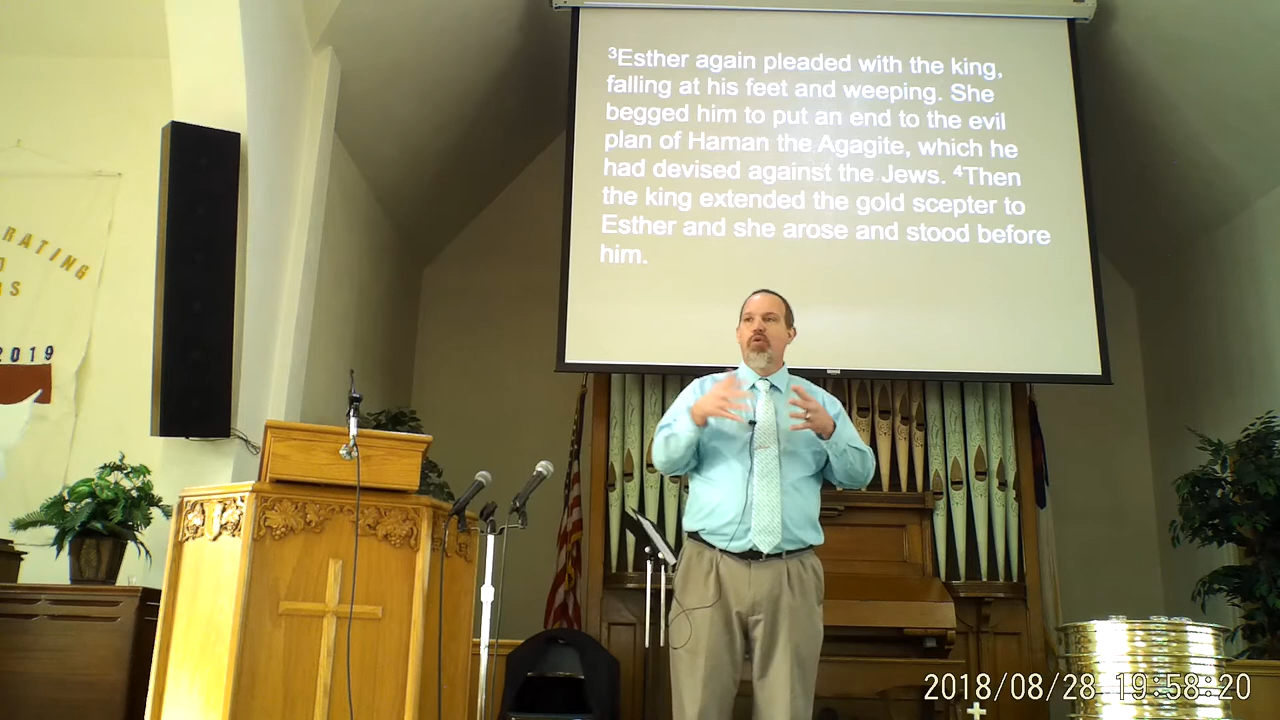 ³Esther again pleaded with the king,
falling at his feet and weeping. She
begged him to put an end to the evil
plan of Haman the Agagite, which he
had devised against the Jews. ⁴Then
the king extended the gold scepter to
Esther and she arose and stood before
him.
RATING
2019
2018/08/28 19:58:20